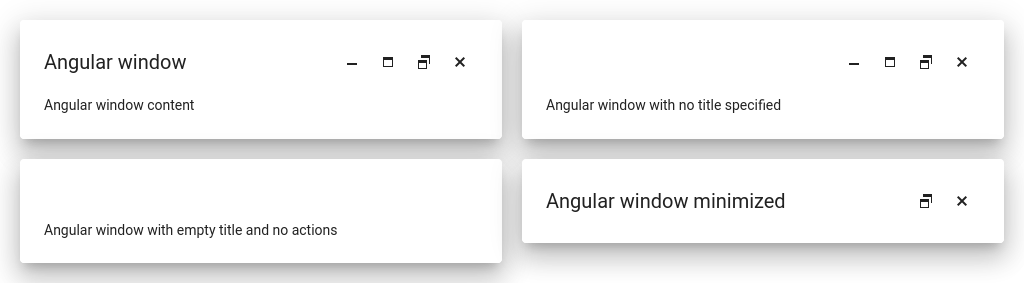 Angular window
Angular window content
Angular window with no title specified
Angular window with empty title and no actions
Angular window minimized